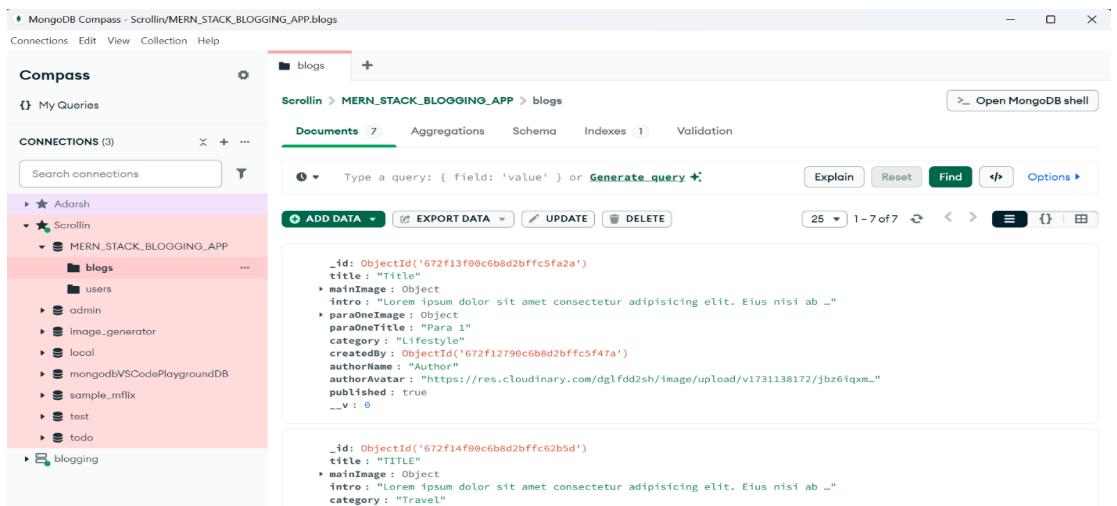 MongoDB Compass - Scrollin/MERN_STACK_BLOGGING_APP.blogs
Connections Edit View Collection Help
Compass
{} My Queries
CONNECTIONS (3)
Search connections
Adarsh
Scrollin
MERN_STACK_BLOGGING_APP
blogs
users
admin
image_generator
local
mongodbVSCodePlaygroundDB
sample_mflix
test
todo
blogging
blogs
Scrollin > MERN_STACK_BLOGGING_APP > blogs
>_ Open MongoDB shell
Documents 7 Aggregations Schema Indexes 1 Validation
Type a query: { field: 'value' } or Generate query
Explain Reset Find </> Options
ADD DATA EXPORT DATA UPDATE DELETE
25 1 – 7 of 7 {}
_id: ObjectId('672f13f00c6b8d2bffc5fa2a')
title : "Title"
mainImage : Object
intro : "Lorem ipsum dolor sit amet consectetur adipisicing elit. Eius nisi ab …"
paraOneImage : Object
paraOneTitle : "Para 1"
category : "Lifestyle"
createdBy : ObjectId('672f12790c6b8d2bffc5f47a')
authorName : "Author"
authorAvatar : "https://res.cloudinary.com/dglfdd2sh/image/upload/v1731138172/jbz6iqxm…"
published : true
__v : 0
_id: ObjectId('672f14f00c6b8d2bffc62b5d')
title : "TITLE"
mainImage : Object
intro : "Lorem ipsum dolor sit amet consectetur adipisicing elit. Eius nisi ab …"
category : "Travel"